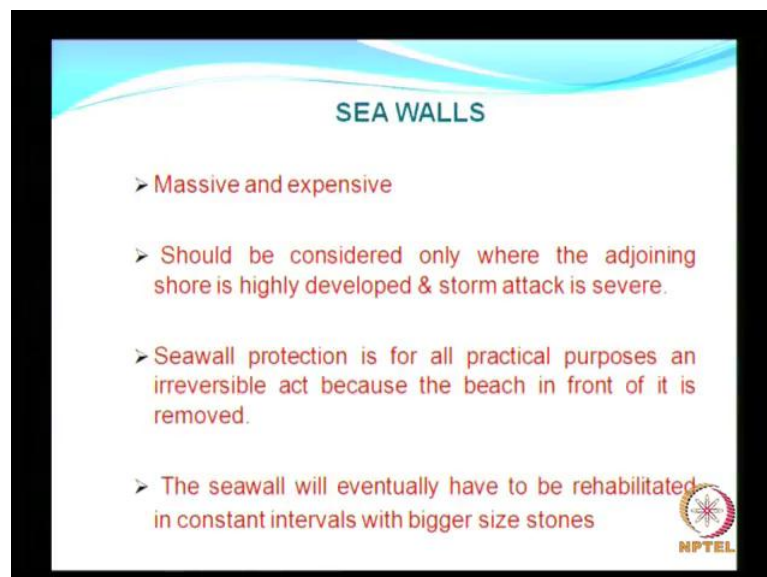 SEA WALLS
➢ Massive and expensive
➢ Should be considered only where the adjoining
shore is highly developed & storm attack is severe.
➢ Seawall protection is for all practical purposes an
irreversible act because the beach in front of it is
removed.
➢ The seawall will eventually have to be rehabilitated
in constant intervals with bigger size stones
NPTEL